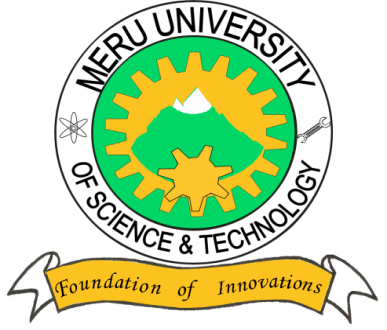 MERU UNIVERSITY
OF SCIENCE & TECHNOLOGY
Foundation of Innovations